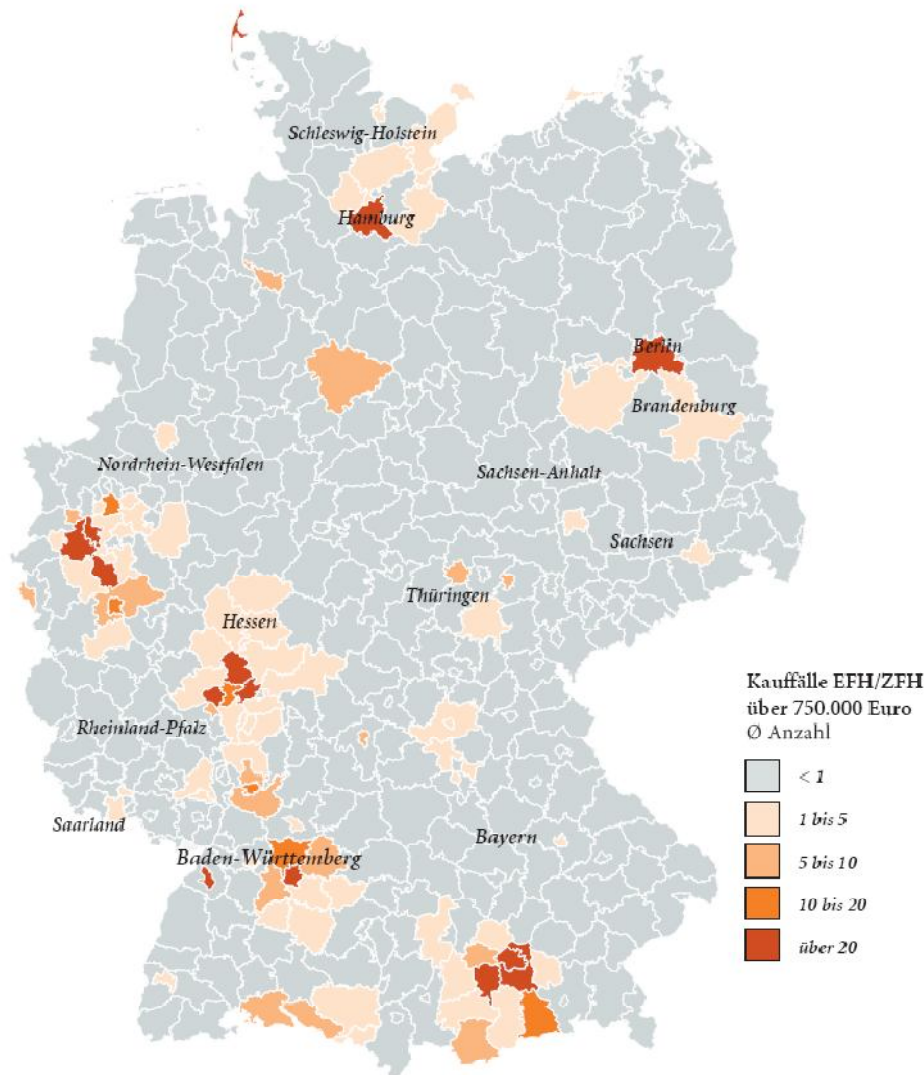 Schleswig-Holstein
Hamburg
Berlin
Brandenburg
Nordrhein-Westfalen
Sachsen-Anhalt
Sachsen
Thüringen
Hessen
Rheinland-Pfalz
Saarland
Bayern
Baden-Württemberg
Kauffälle EFH/ZFH
über 750.000 Euro
Ø Anzahl
< 1
1 bis 5
5 bis 10
10 bis 20
über 20